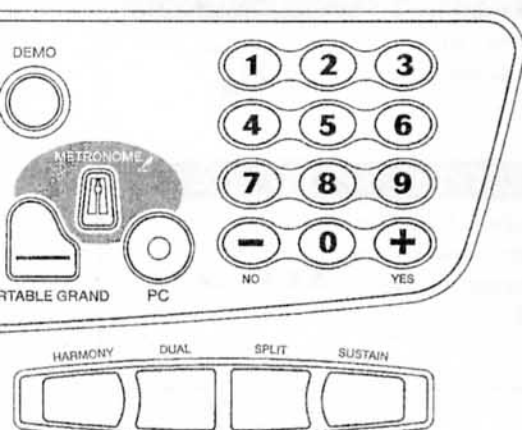 DEMO
1 2 3
4 5 6
METRONOME
7 8 9
- 0 +
NO YES
RTABLE GRAND PC
HARMONY DUAL SPLIT SUSTAIN